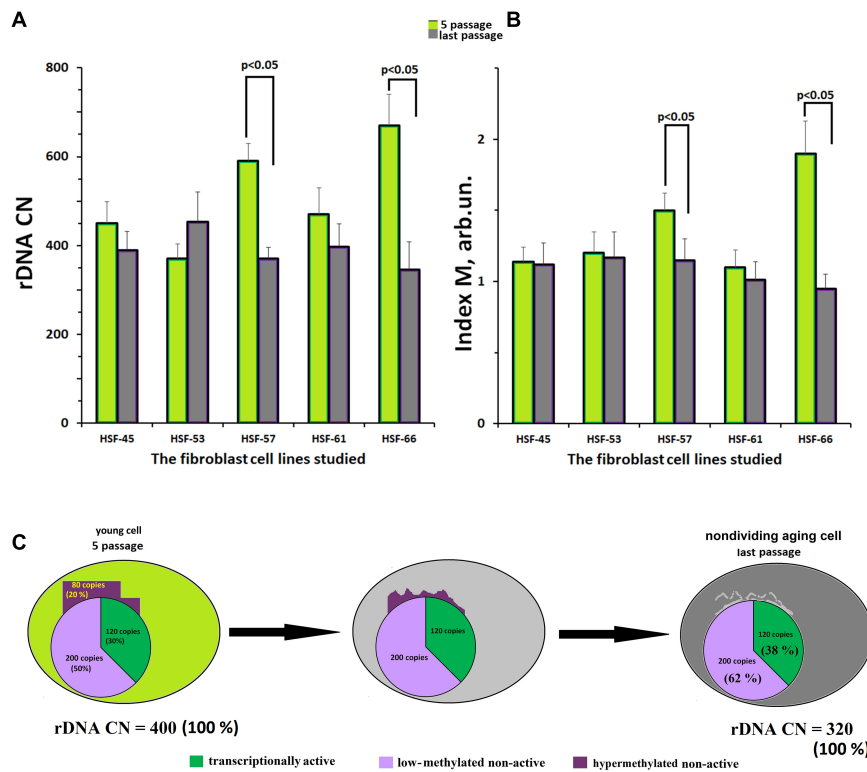 A
5 passage
last passage
B
800
600
400
200
0
rDNA CN
p<0.05
p<0.05
HSF-45 HSF-53 HSF-57 HSF-61 HSF-66
The fibroblast cell lines studied
2
1
0
Index M, arb.un.
p<0.05
p<0.05
HSF-45 HSF-53 HSF-57 HSF-61 HSF-66
The fibroblast cell lines studied
C
young cell
5 passage
80 copies
(20 %)
120 copies
(30%)
200 copies
(50%)
rDNA CN = 400 (100 %)
120 copies
200 copies
nondividing aging cell
last passage
120 copies
(38 %)
200 copies
(62 %)
rDNA CN = 320
(100 %)
transcriptionally active
low-methylated non-active
hypermethylated non-active